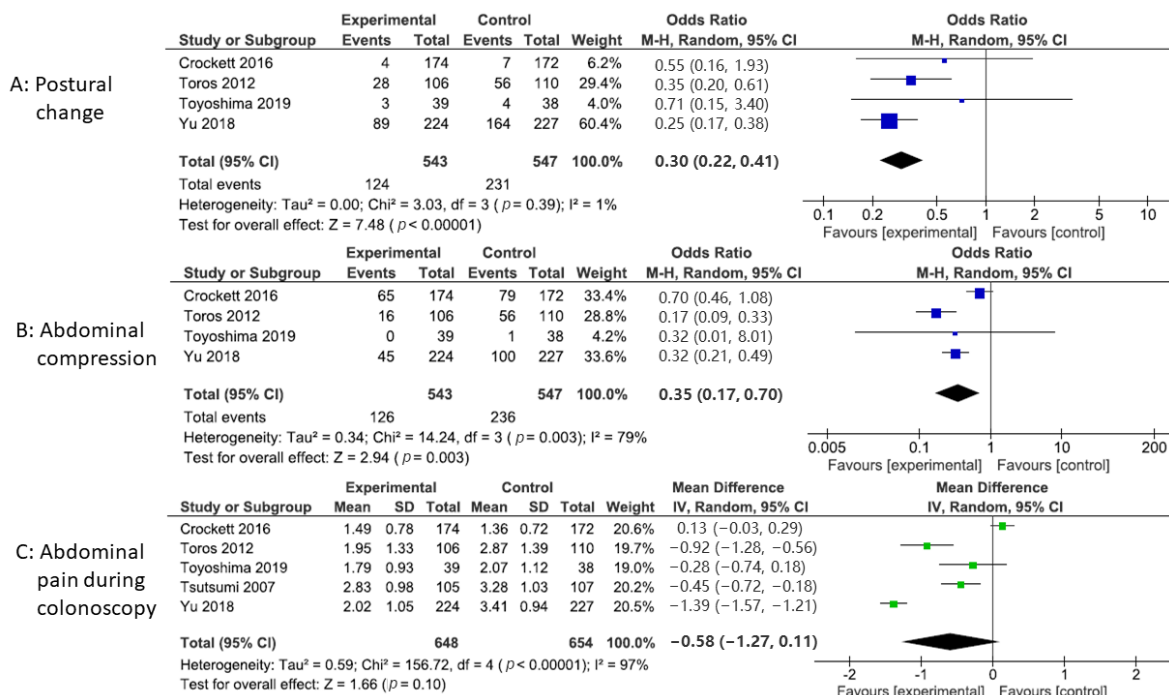 A: Postural change
Experimental Control Odds Ratio Odds Ratio
Study or Subgroup Events Total Events Total Weight M-H, Random, 95% CI M-H, Random, 95% CI
Crockett 2016 4 174 7 172 6.2% 0.55 (0.16, 1.93)
Toros 2012 28 106 56 110 29.4% 0.35 (0.20, 0.61)
Toyoshima 2019 3 39 4 38 4.0% 0.71 (0.15, 3.40)
Yu 2018 89 224 164 227 60.4% 0.25 (0.17, 0.38)
Total (95% CI) 543 547 100.0% 0.30 (0.22, 0.41)
Total events 124 231
Heterogeneity: Tau² = 0.00; Chi² = 3.03, df = 3 ( p = 0.39); I² = 1%
Test for overall effect: Z = 7.48 ( p < 0.00001)
0.1 0.2 0.5 1 2 5 10
Favours [experimental] Favours [control]
B: Abdominal compression
Experimental Control Odds Ratio Odds Ratio
Study or Subgroup Events Total Events Total Weight M-H, Random, 95% CI M-H, Random, 95% CI
Crockett 2016 65 174 79 172 33.4% 0.70 (0.46, 1.08)
Toros 2012 16 106 56 110 28.8% 0.17 (0.09, 0.33)
Toyoshima 2019 0 39 1 38 4.2% 0.32 (0.01, 8.01)
Yu 2018 45 224 100 227 33.6% 0.32 (0.21, 0.49)
Total (95% CI) 543 547 100.0% 0.35 (0.17, 0.70)
Total events 126 236
Heterogeneity: Tau² = 0.34; Chi² = 14.24, df = 3 ( p = 0.003); I² = 79%
Test for overall effect: Z = 2.94 ( p = 0.003)
0.005 0.1 1 10 200
Favours [experimental] Favours [control]
C: Abdominal pain during colonoscopy
Experimental Control Mean Difference Mean Difference
Study or Subgroup Mean SD Total Mean SD Total Weight IV, Random, 95% CI IV, Random, 95% CI
Crockett 2016 1.49 0.78 174 1.36 0.72 172 20.6% 0.13 (−0.03, 0.29)
Toros 2012 1.95 1.33 106 2.87 1.39 110 19.7% −0.92 (−1.28, −0.56)
Toyoshima 2019 1.79 0.93 39 2.07 1.12 38 18.9% −0.28 (−0.74, 0.18)
Tsutsumi 2007 2.83 0.98 105 3.28 1.03 107 20.2% −0.45 (−0.72, −0.18)
Yu 2018 2.02 1.05 224 3.41 0.94 227 20.5% −1.39 (−1.57, −1.21)
Total (95% CI) 648 654 100.0% −0.58 (−1.27, 0.11)
Heterogeneity: Tau² = 0.59; Chi² = 156.72, df = 4 ( p < 0.00001); I² = 97%
Test for overall effect: Z = 1.66 ( p = 0.10)
-2 -1 0 1 2
Favours [experimental] Favours [control]